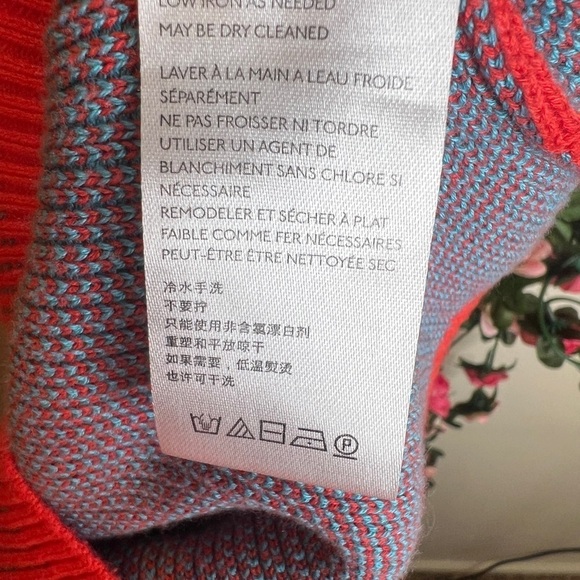 LOW IRON AS NEEDED
MAY BE DRY CLEANED
LAVER À LA MAIN A LEAU FROIDE
SÉPARÉMENT
NE PAS FROISSER NI TORDRE
UTILISER UN AGENT DE
BLANCHIMENT SANS CHLORE SI
NÉCESSAIRE
REMODELER ET SÉCHER À PLAT
FAIBLE COMME FER NÉCESSAIRES
PEUT-ÊTRE ÊTRE NETTOYÉE SEC
冷水手洗
不要拧
只能使用非含氯漂白剂
重塑和平放晾干
如果需要，低温熨烫
也许可干洗
P